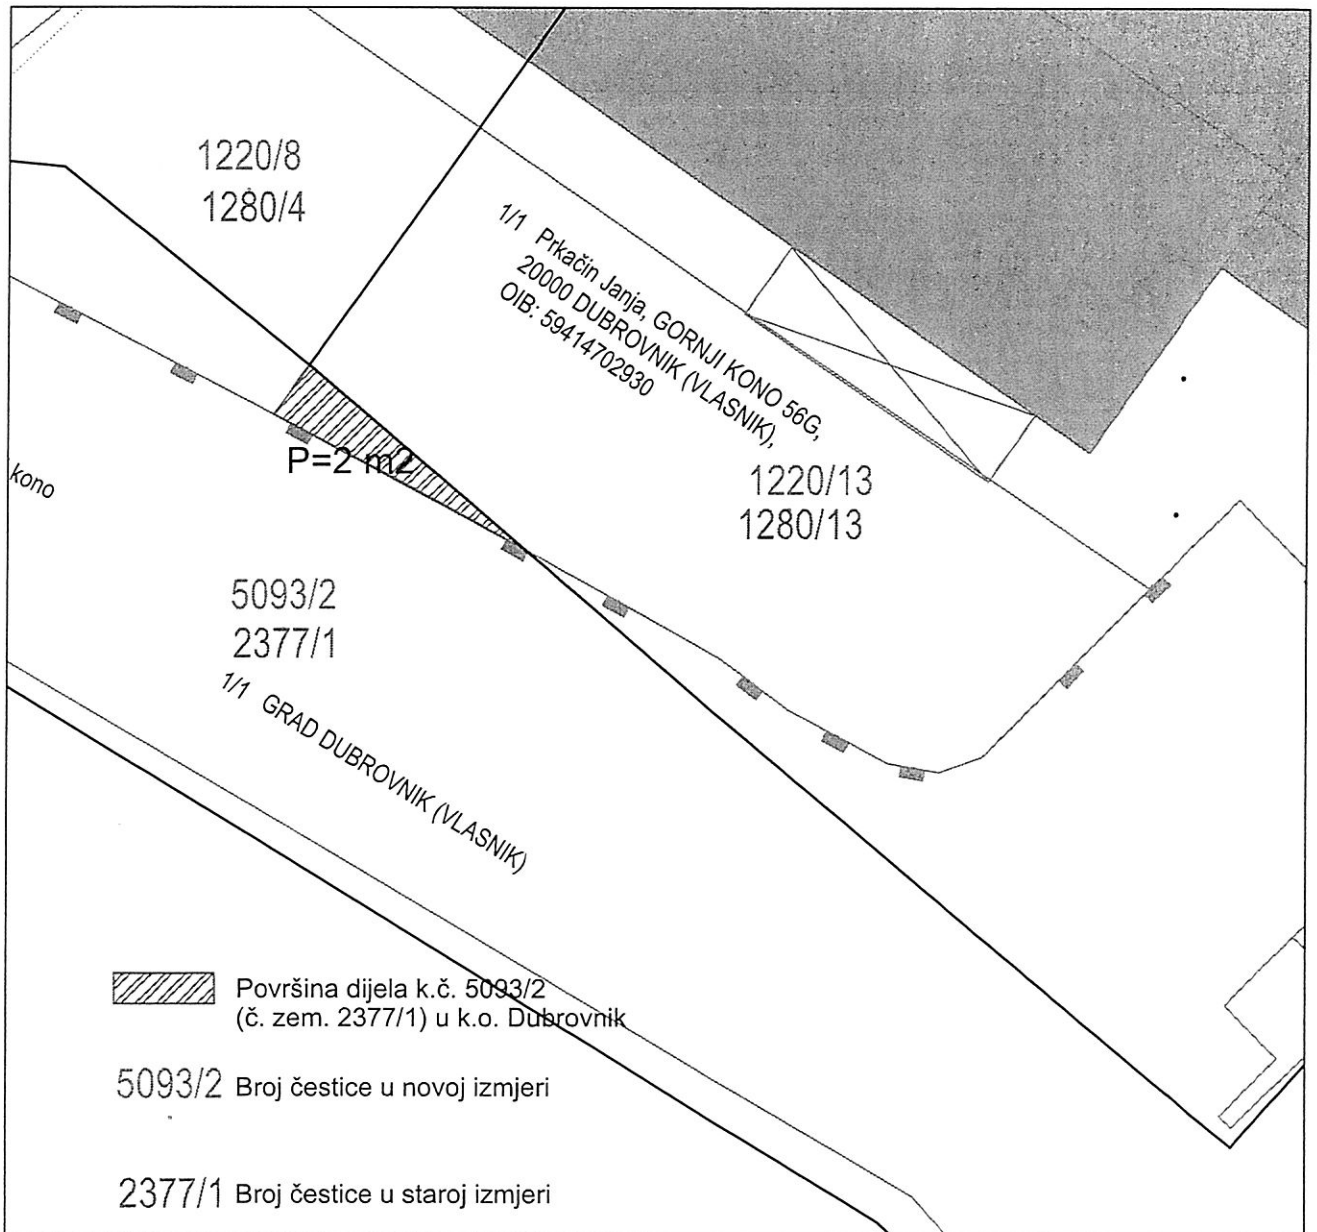 1220/8
1280/4
1/1 Prkačin Janja, GORNJI KONO 56G,
20000 DUBROVNIK (VLASNIK),
OIB: 59414702930
1220/13
1280/13
P=2 m2
kono
5093/2
2377/1
1/1 GRAD DUBROVNIK (VLASNIK)
Površina dijela k.č. 5093/2
(č. zem. 2377/1) u k.o. Dubrovnik
5093/2 Broj čestice u novoj izmjeri
2377/1 Broj čestice u staroj izmjeri